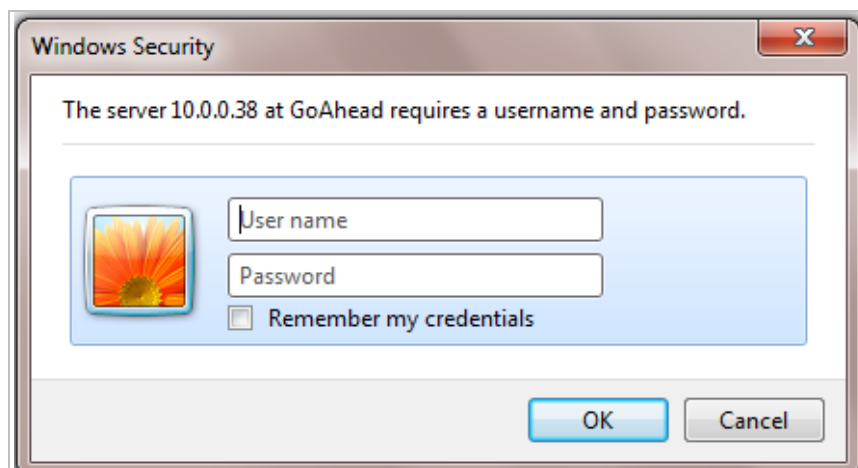 Windows Security
The server 10.0.0.38 at GoAhead requires a username and password.
User name
Password
Remember my credentials
OK
Cancel